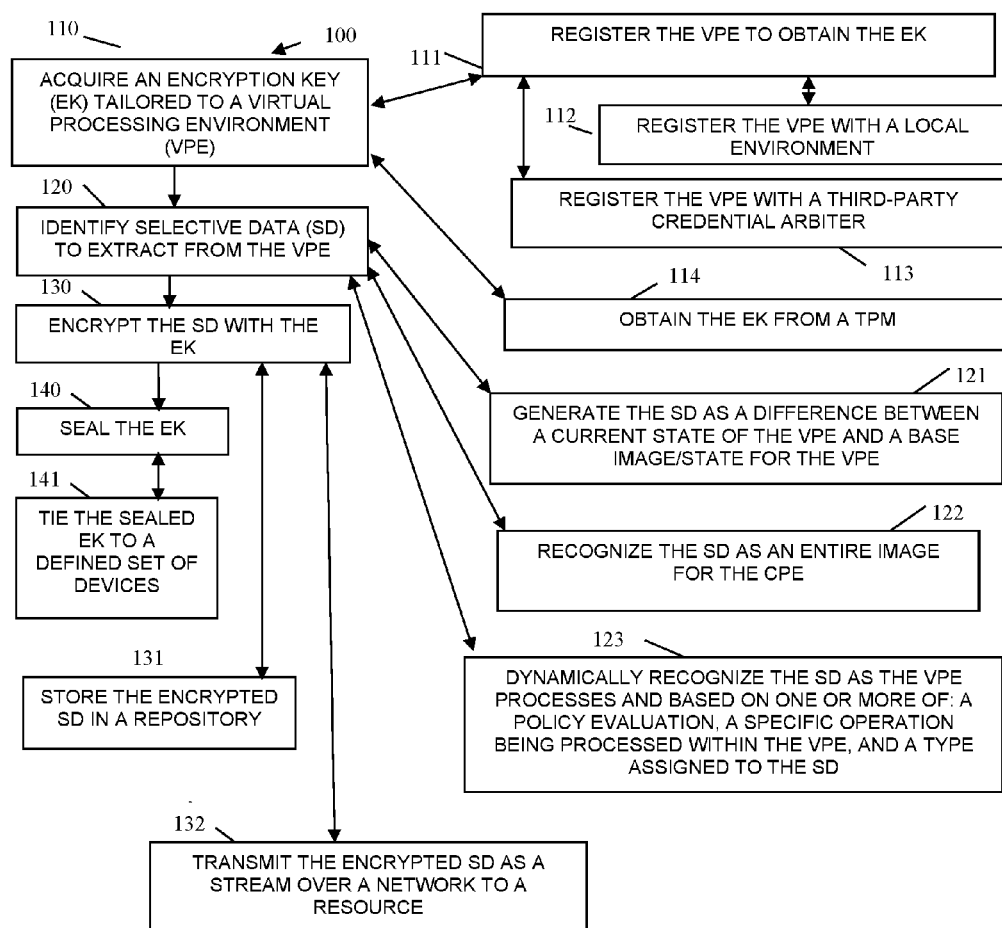 110
100
ACQUIRE AN ENCRYPTION KEY
(EK) TAILORED TO A VIRTUAL
PROCESSING ENVIRONMENT
(VPE)
111
REGISTER THE VPE TO OBTAIN THE EK
112
REGISTER THE VPE WITH A LOCAL
ENVIRONMENT
REGISTER THE VPE WITH A THIRD-PARTY
CREDENTIAL ARBITER
113
114
OBTAIN THE EK FROM A TPM
120
IDENTIFY SELECTIVE DATA (SD)
TO EXTRACT FROM THE VPE
121
GENERATE THE SD AS A DIFFERENCE BETWEEN
A CURRENT STATE OF THE VPE AND A BASE
IMAGE/STATE FOR THE VPE
122
RECOGNIZE THE SD AS AN ENTIRE IMAGE
FOR THE CPE
123
DYNAMICALLY RECOGNIZE THE SD AS THE VPE
PROCESSES AND BASED ON ONE OR MORE OF: A
POLICY EVALUATION, A SPECIFIC OPERATION
BEING PROCESSED WITHIN THE VPE, AND A TYPE
ASSIGNED TO THE SD
130
ENCRYPT THE SD WITH THE
EK
140
SEAL THE EK
141
TIE THE SEALED
EK TO A
DEFINED SET OF
DEVICES
131
STORE THE ENCRYPTED
SD IN A REPOSITORY
132
TRANSMIT THE ENCRYPTED SD AS A
STREAM OVER A NETWORK TO A
RESOURCE